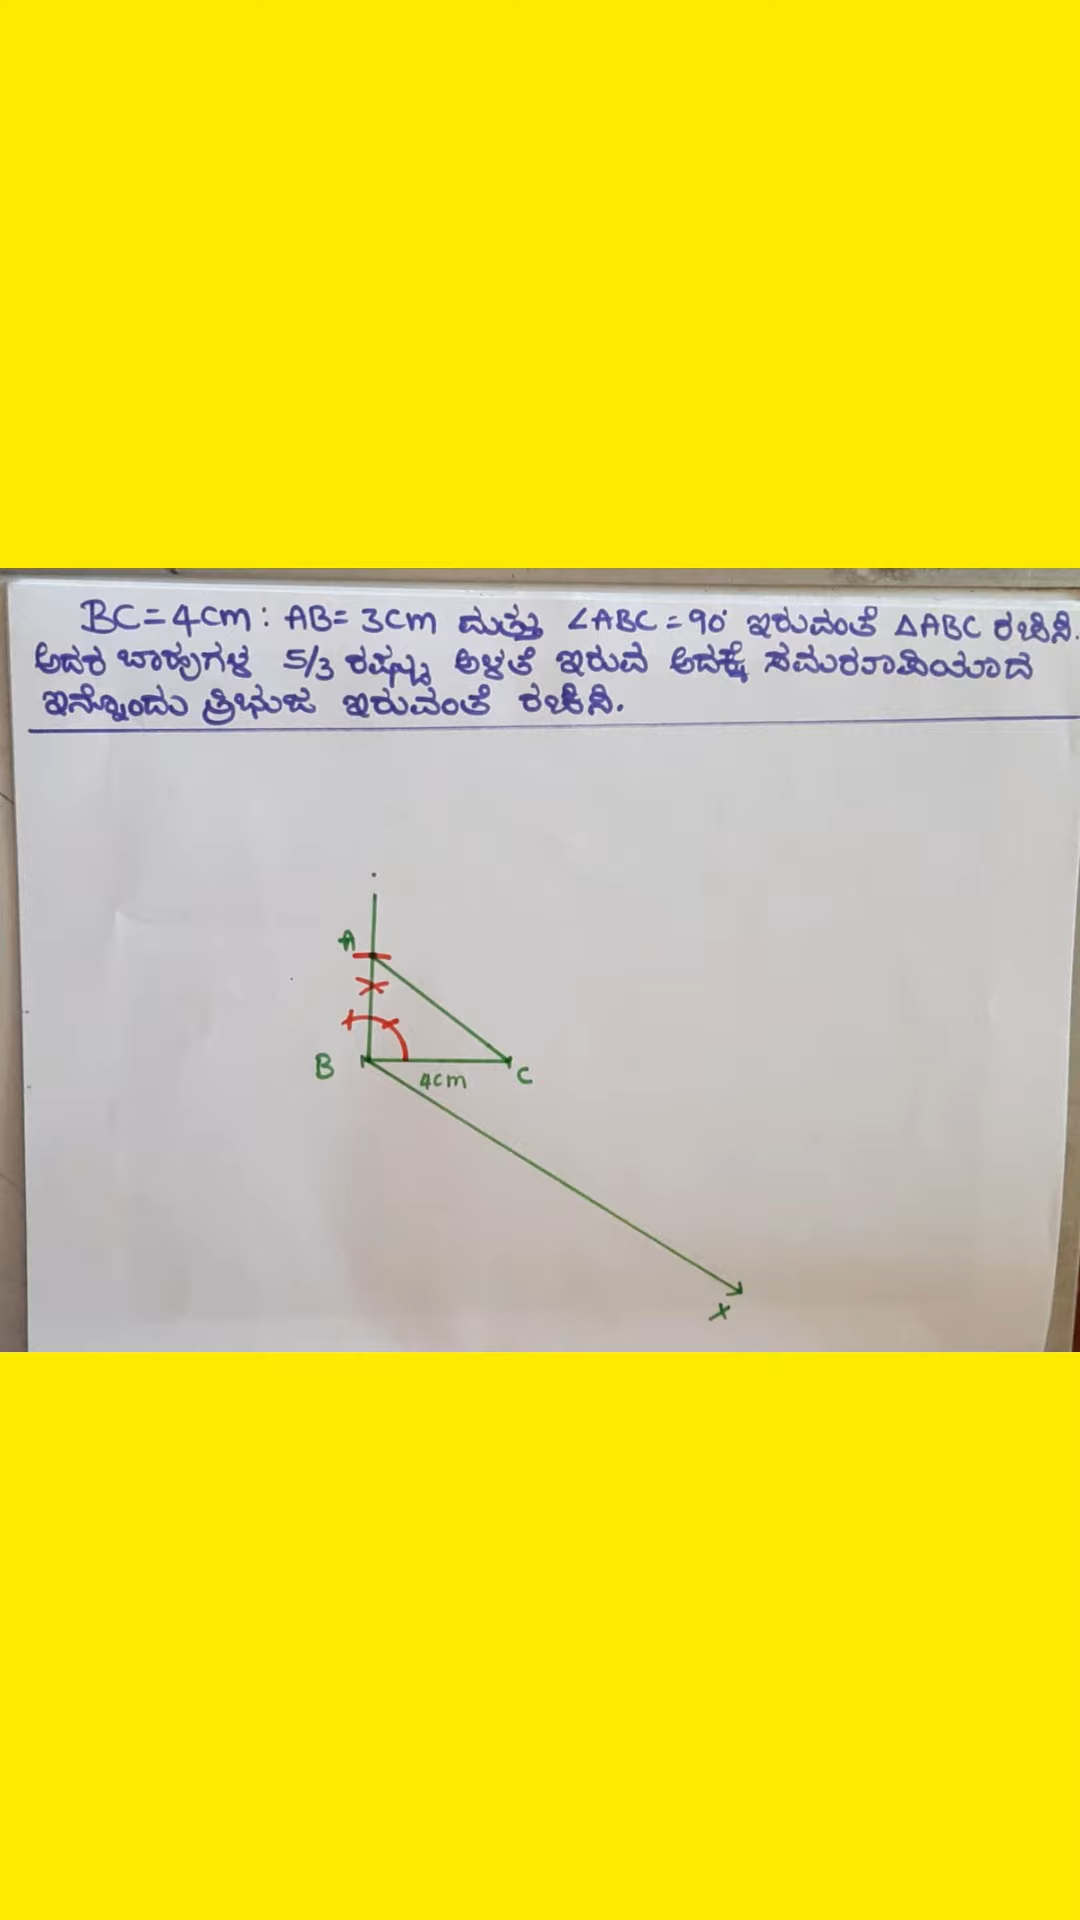 BC = 4cm : AB = 3cm ಮತ್ತು ∠ABC = 90° ಇರುವಂತೆ ΔABC ರಚಿಸಿ.
ಅದರ ಬಾಹುಗಳ 5/3 ರಷ್ಟು ಅಳತೆ ಇರುವ ಅದಕ್ಕೆ ಸಮರೂಪಿಯಾದ
ಇನ್ನೊಂದು ತ್ರಿಭುಜ ಇರುವಂತೆ ರಚಿಸಿ.
A
B
4cm
C
X